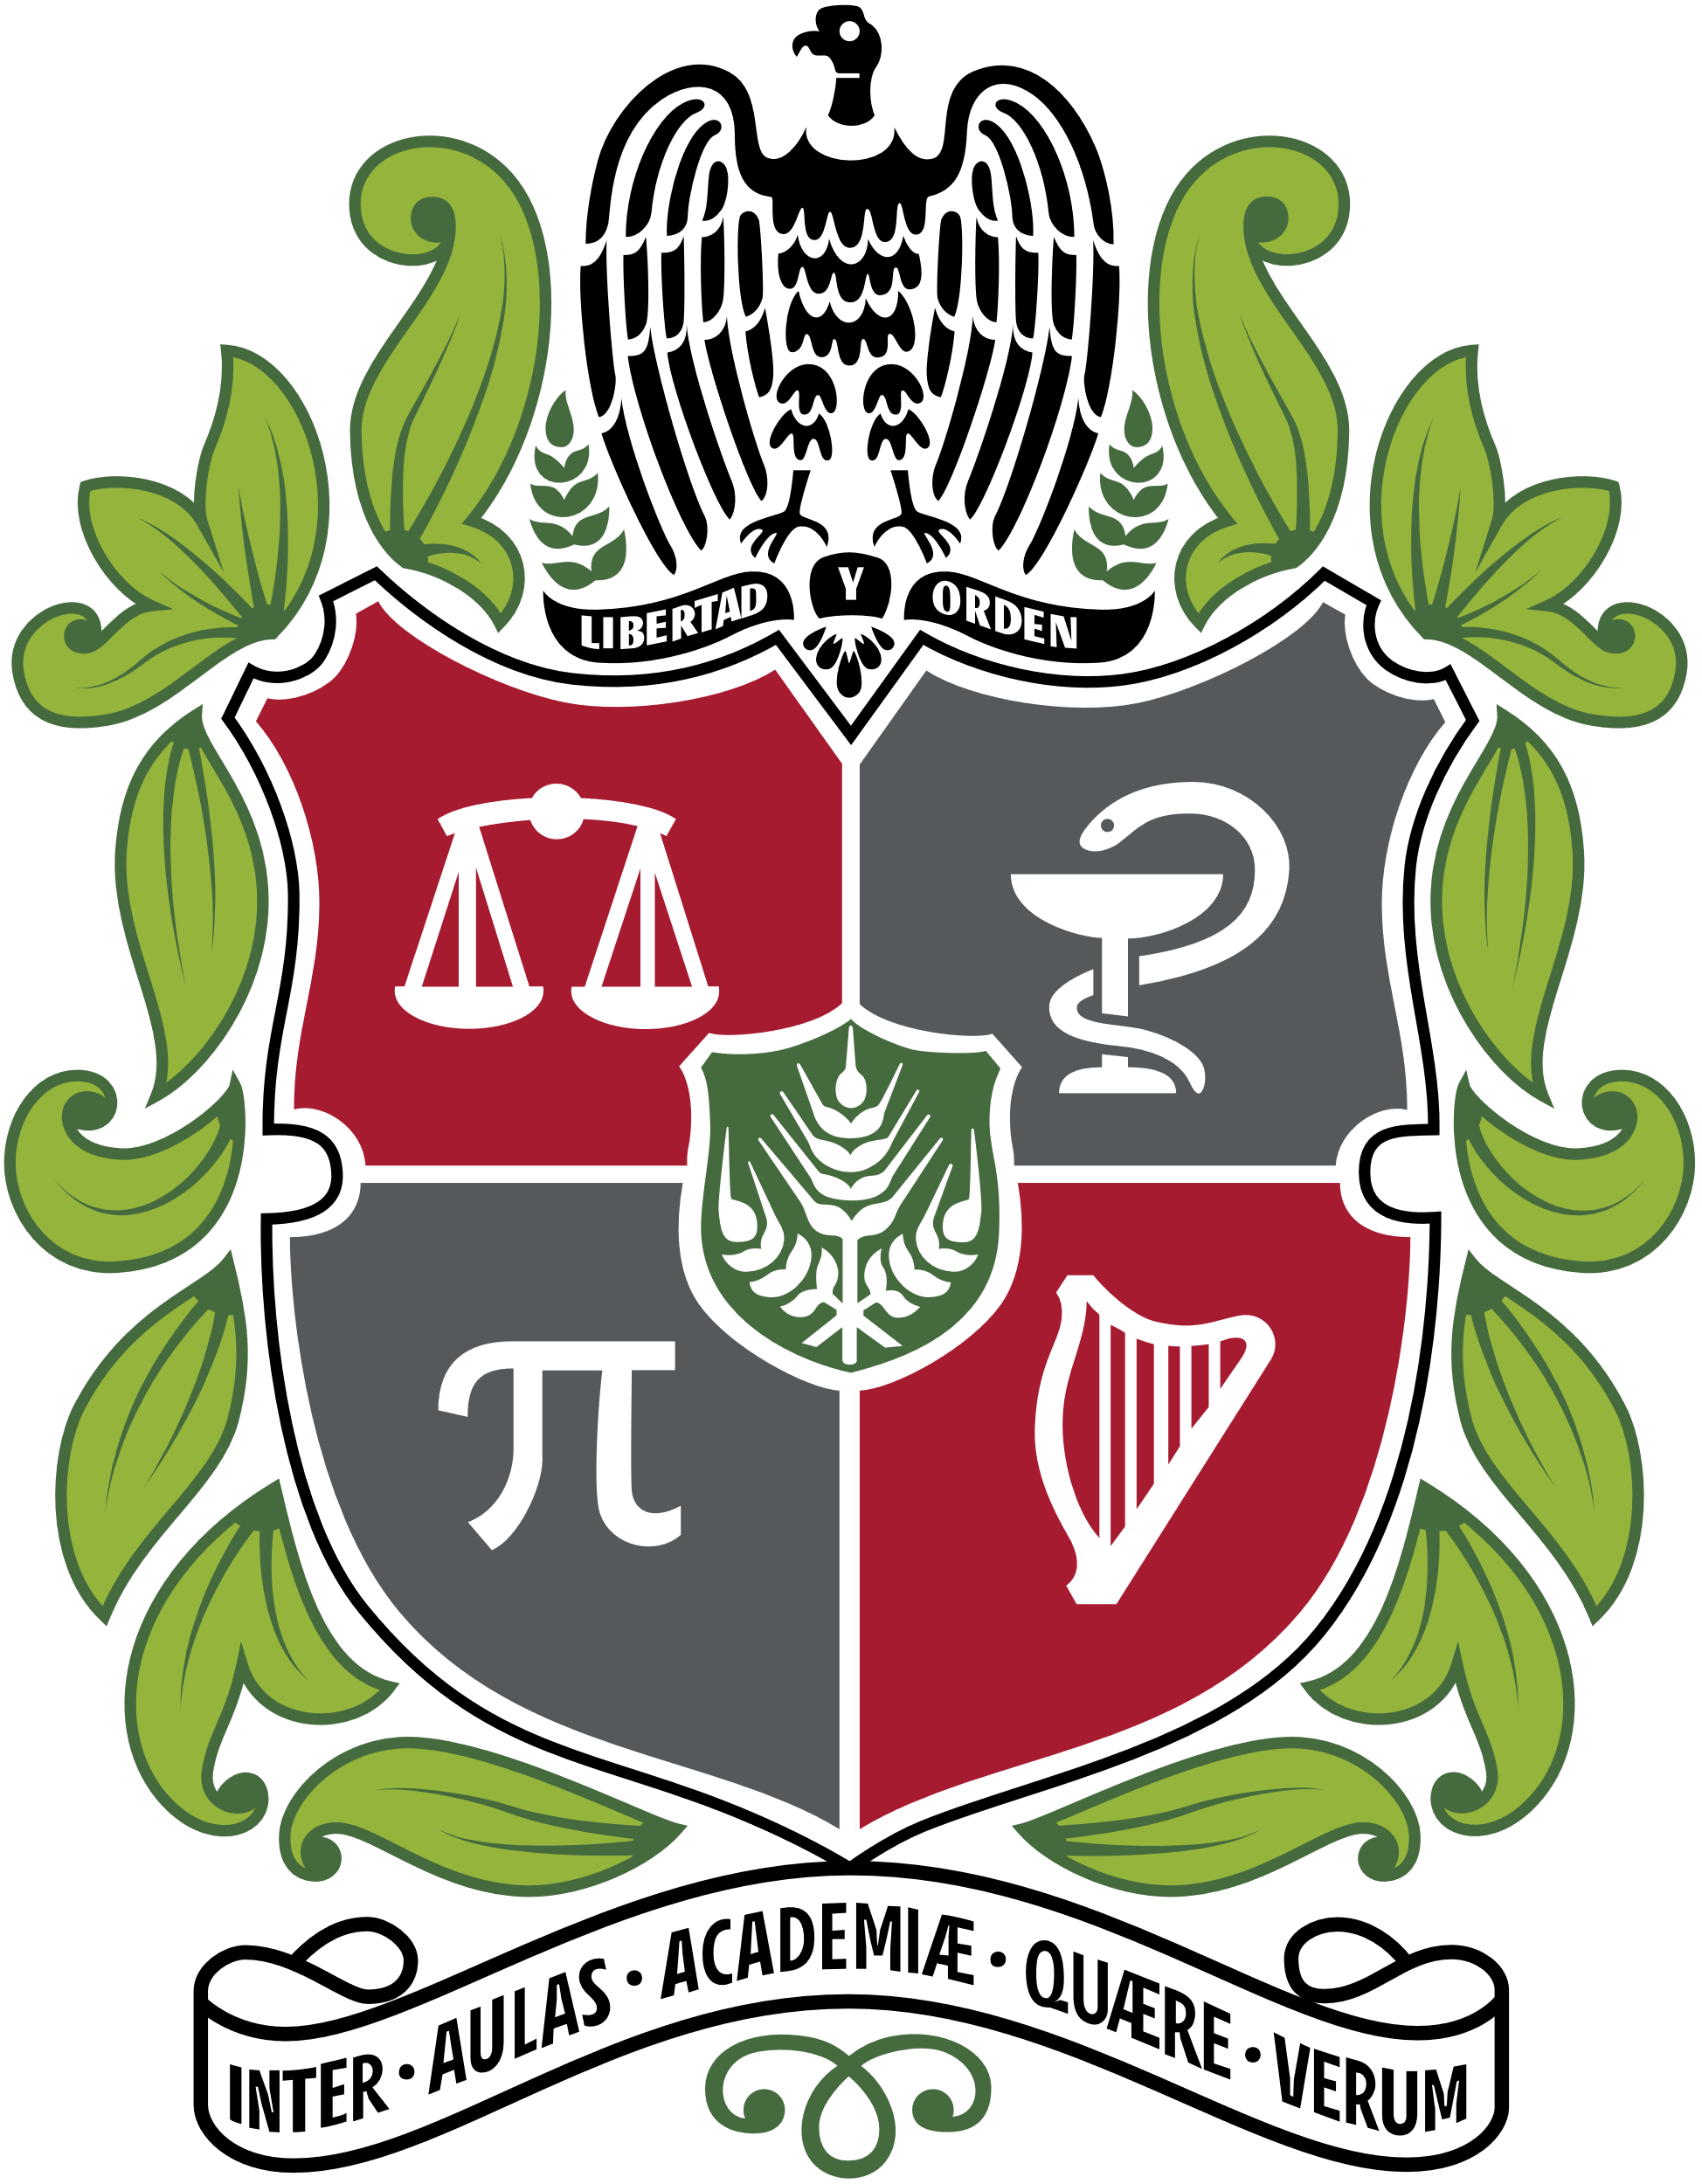 LIBERTAD Y ORDEN
π
INTER · AULAS · ACADEMIÆ · QUÆRE · VERUM